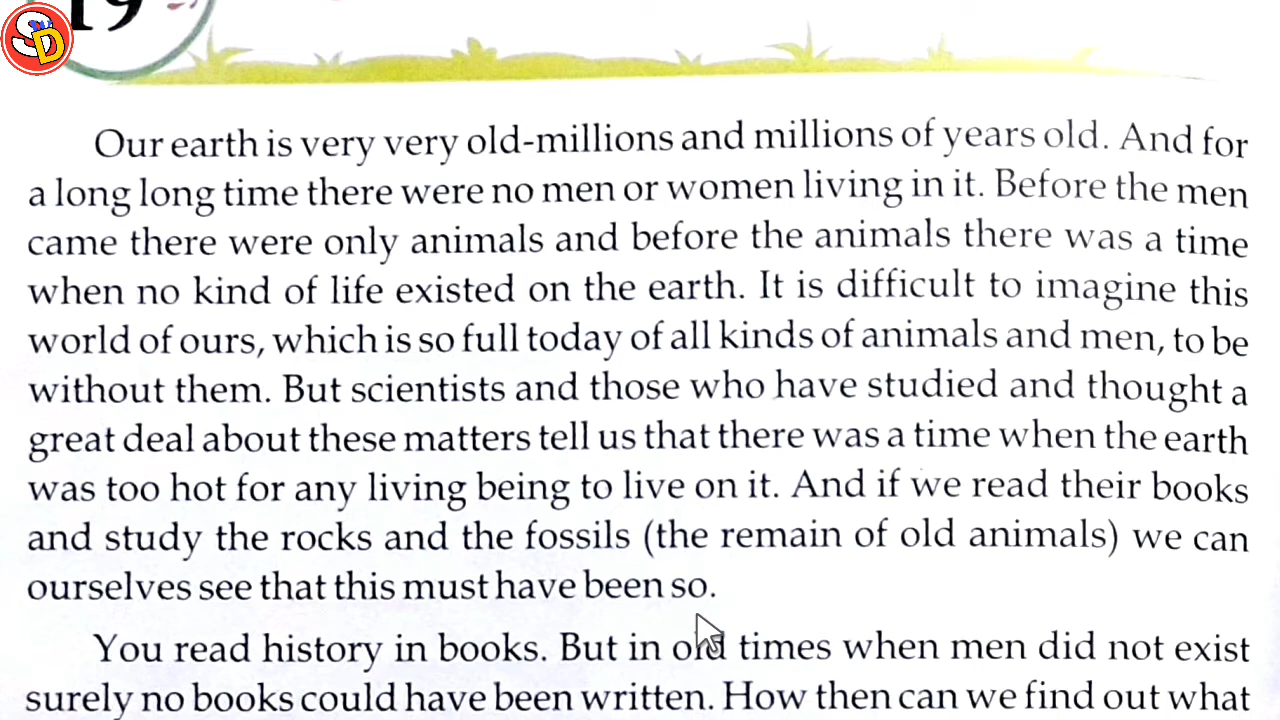 SD
19
Our earth is very very old-millions and millions of years old. And for
a long long time there were no men or women living in it. Before the men
came there were only animals and before the animals there was a time
when no kind of life existed on the earth. It is difficult to imagine this
world of ours, which is so full today of all kinds of animals and men, to be
without them. But scientists and those who have studied and thought a
great deal about these matters tell us that there was a time when the earth
was too hot for any living being to live on it. And if we read their books
and study the rocks and the fossils (the remain of old animals) we can
ourselves see that this must have been so.
You read history in books. But in old times when men did not exist
surely no books could have been written. How then can we find out what